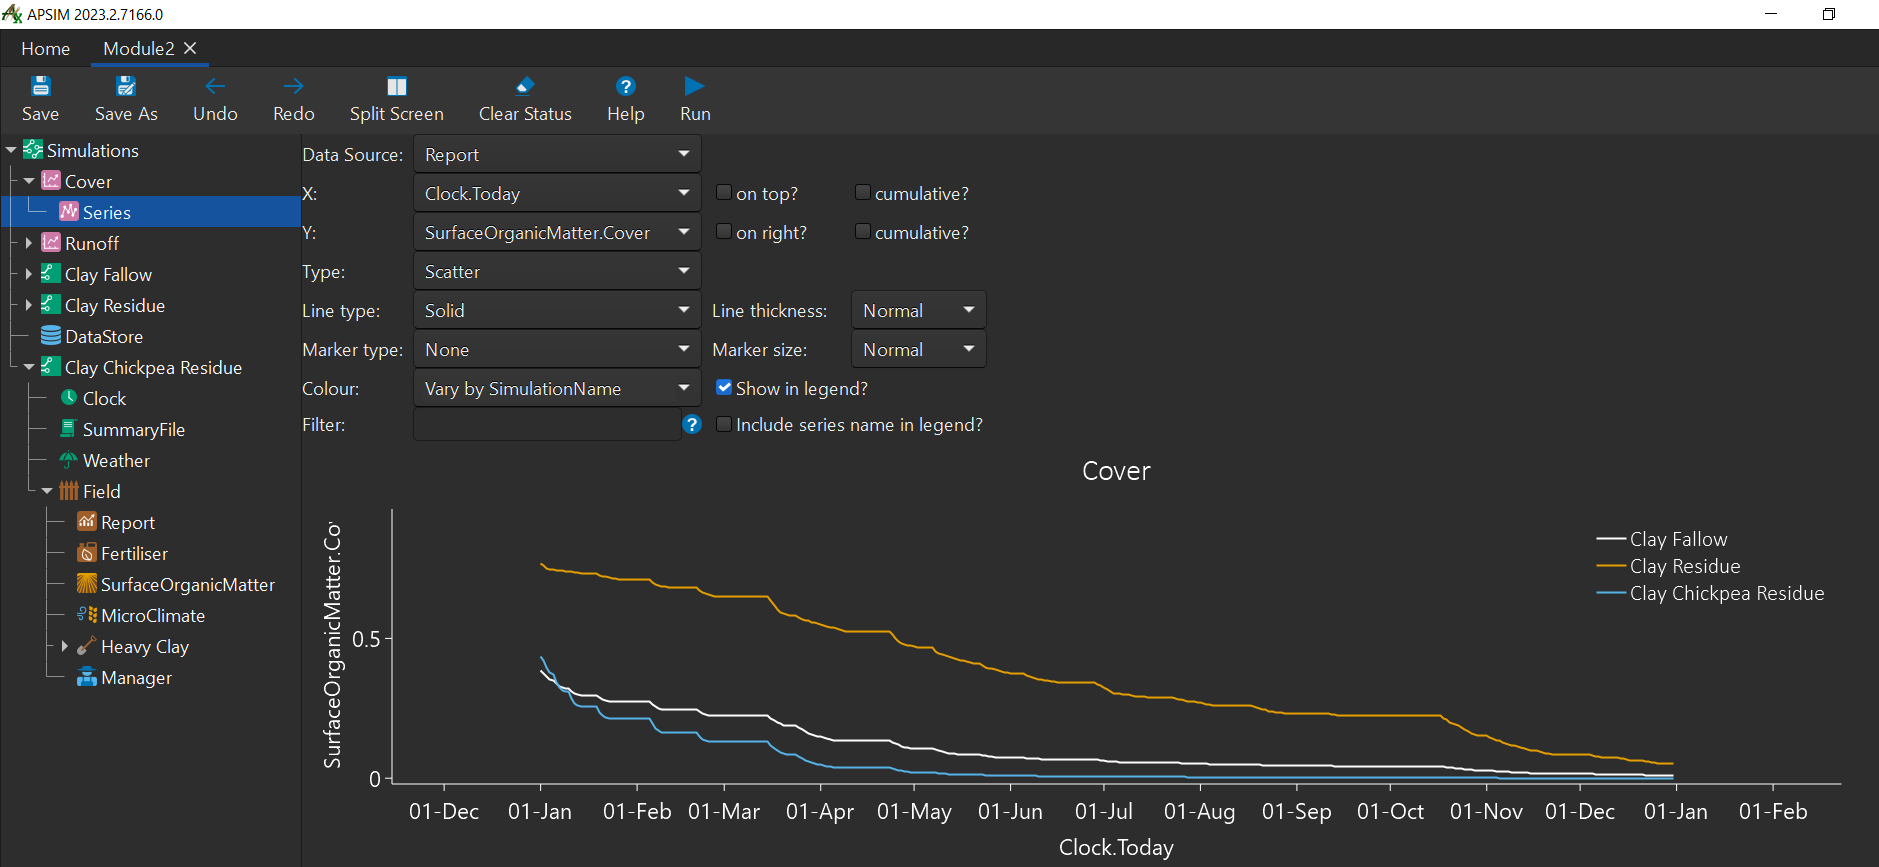 APSIM 2023.2.7166.0
Home Module2
Save Save As Undo Redo Split Screen Clear Status Help Run
Simulations
Cover
Series
Runoff
Clay Fallow
Clay Residue
DataStore
Clay Chickpea Residue
Clock
SummaryFile
Weather
Field
Report
Fertiliser
SurfaceOrganicMatter
MicroClimate
Heavy Clay
Manager
Data Source: Report
X: Clock.Today on top? cumulative?
Y: SurfaceOrganicMatter.Cover on right? cumulative?
Type: Scatter
Line type: Solid Line thickness: Normal
Marker type: None Marker size: Normal
Colour: Vary by SimulationName Show in legend?
Filter: ? Include series name in legend?
Cover
SurfaceOrganicMatter.Co
0.5
0
Clay Fallow
Clay Residue
Clay Chickpea Residue
01-Dec 01-Jan 01-Feb 01-Mar 01-Apr 01-May 01-Jun 01-Jul 01-Aug 01-Sep 01-Oct 01-Nov 01-Dec 01-Jan 01-Feb
Clock.Today